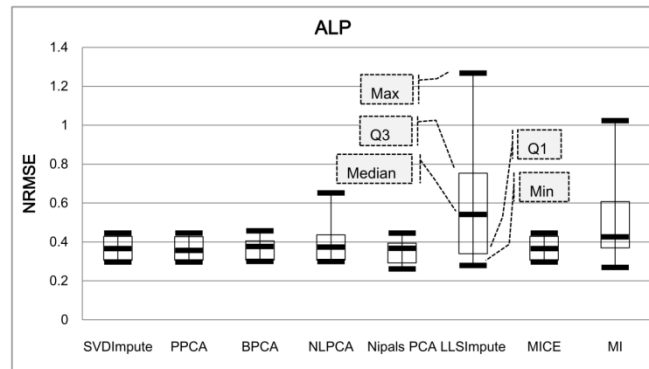 ALP
1.4
1.2
1
0.8
0.6
0.4
0.2
0
NRMSE
Max
Q3
Median
Q1
Min
SVDImpute PPCA BPCA NLPCA Nipals PCA LLSImpute MICE MI